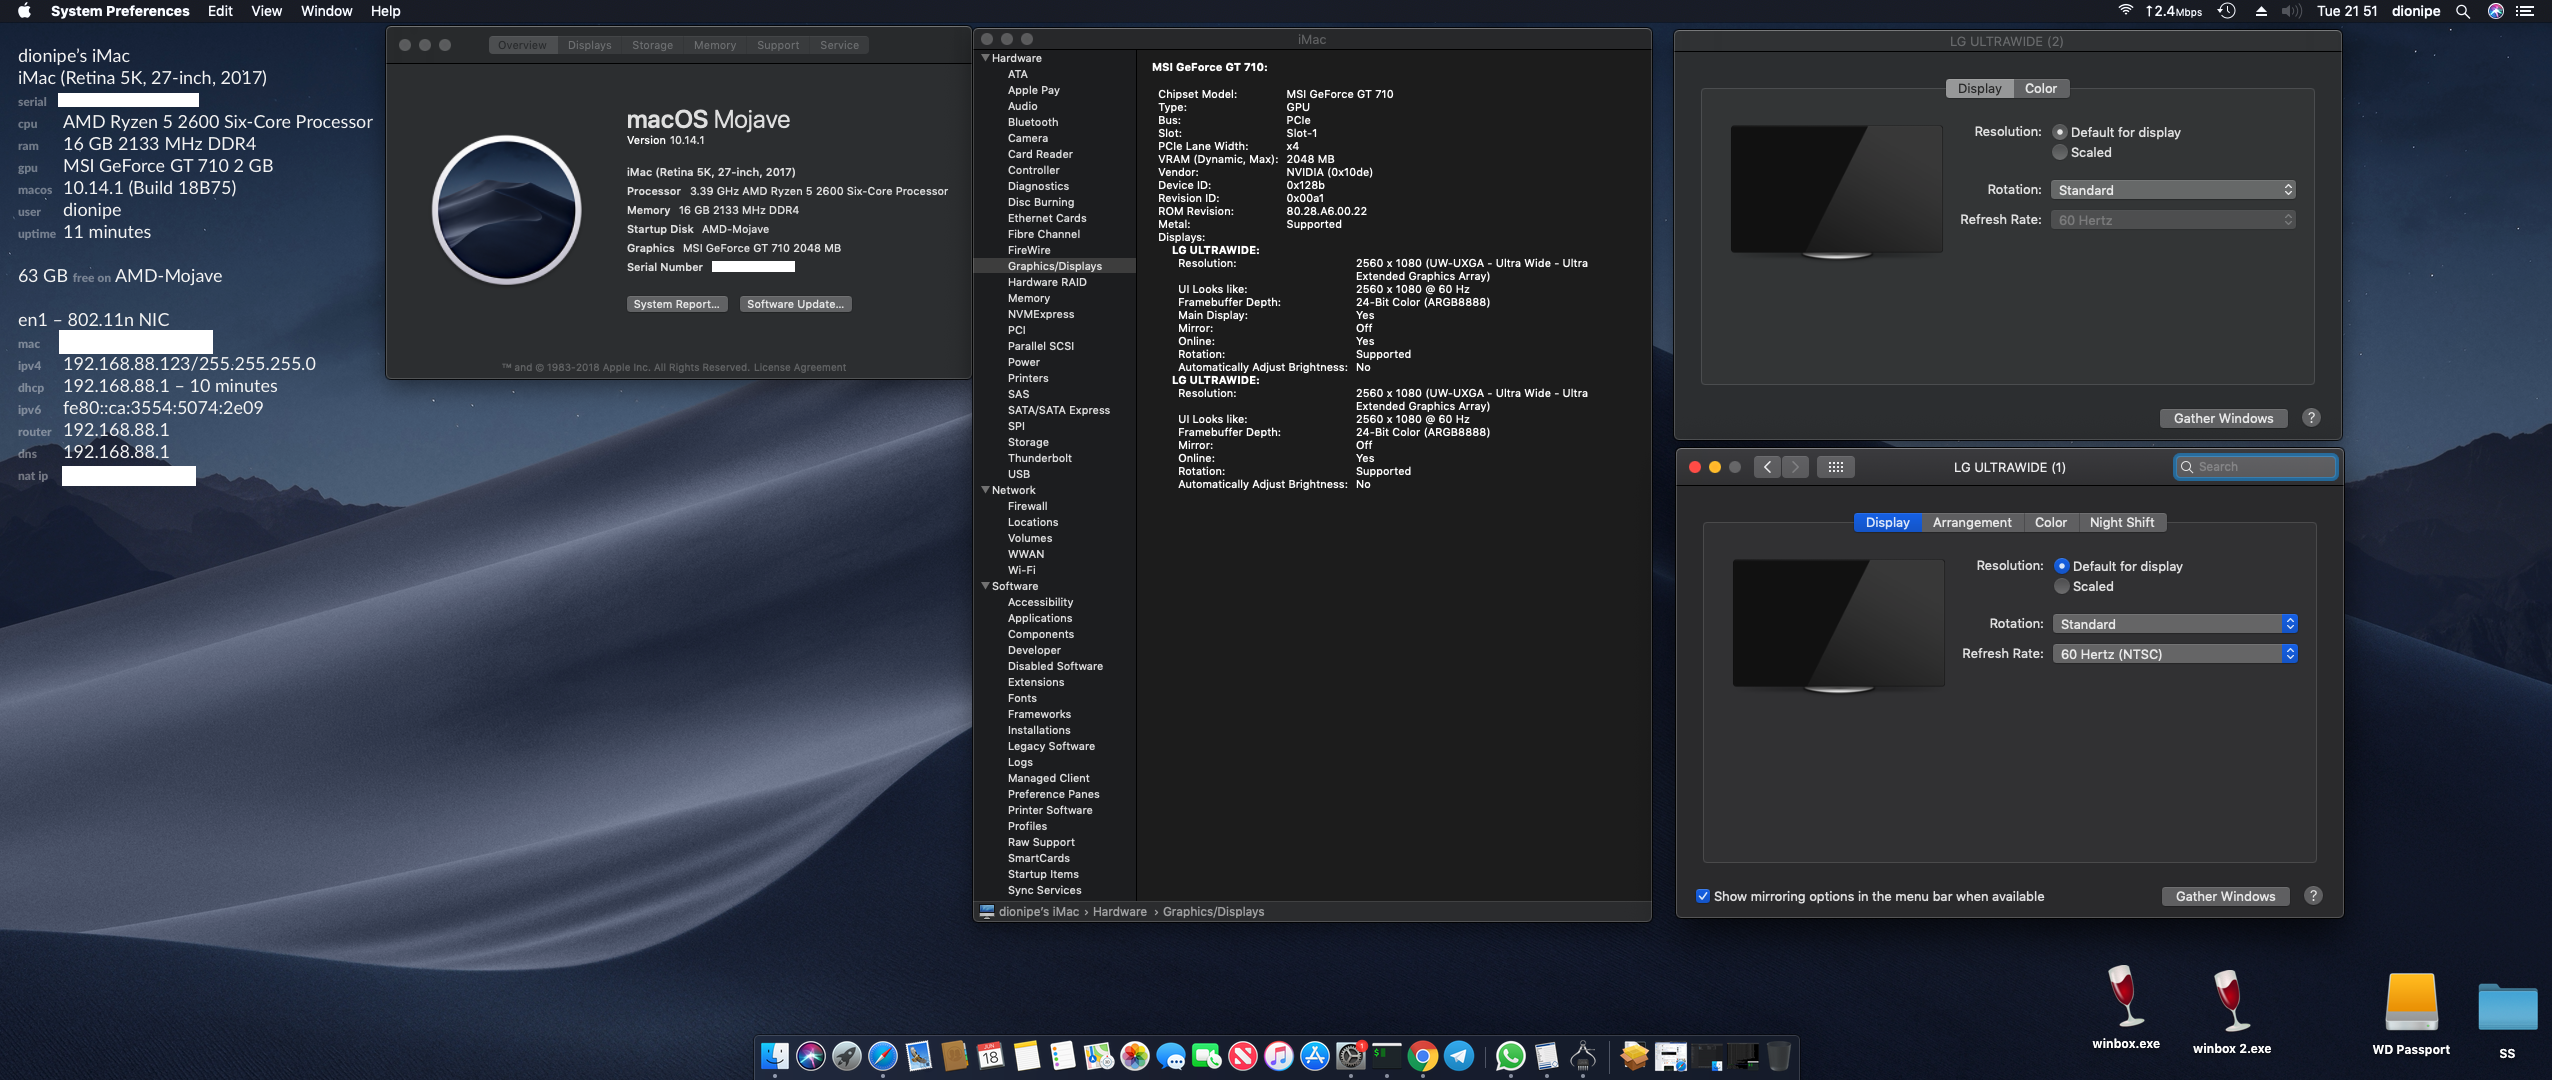 System Preferences Edit View Window Help
↑2.4Mbps Tue 21 51 dionipe
dionipe's iMac
iMac (Retina 5K, 27-inch, 2017)
serial
cpu AMD Ryzen 5 2600 Six-Core Processor
ram 16 GB 2133 MHz DDR4
gpu MSI GeForce GT 710 2 GB
macos 10.14.1 (Build 18B75)
user dionipe
uptime 11 minutes
63 GB free on AMD-Mojave
en1 – 802.11n NIC
mac
ipv4 192.168.88.123/255.255.255.0
dhcp 192.168.88.1 – 10 minutes
ipv6 fe80::ca:3554:5074:2e09
router 192.168.88.1
dns 192.168.88.1
nat ip
Overview Displays Storage Memory Support Service
macOS Mojave
Version 10.14.1
iMac (Retina 5K, 27-inch, 2017)
Processor 3.39 GHz AMD Ryzen 5 2600 Six-Core Processor
Memory 16 GB 2133 MHz DDR4
Startup Disk AMD-Mojave
Graphics MSI GeForce GT 710 2048 MB
Serial Number
System Report... Software Update...
™ and © 1983-2018 Apple Inc. All Rights Reserved. License Agreement
iMac
Hardware
ATA
Apple Pay
Audio
Bluetooth
Camera
Card Reader
Controller
Diagnostics
Disc Burning
Ethernet Cards
Fibre Channel
FireWire
Graphics/Displays
Hardware RAID
Memory
NVMExpress
PCI
Parallel SCSI
Power
Printers
SAS
SATA/SATA Express
SPI
Storage
Thunderbolt
USB
Network
Firewall
Locations
Volumes
WWAN
Wi-Fi
Software
Accessibility
Applications
Components
Developer
Disabled Software
Extensions
Fonts
Frameworks
Installations
Legacy Software
Logs
Managed Client
Preference Panes
Printer Software
Profiles
Raw Support
SmartCards
Startup Items
Sync Services
MSI GeForce GT 710:
Chipset Model: MSI GeForce GT 710
Type: GPU
Bus: PCIe
Slot: Slot-1
PCIe Lane Width: x4
VRAM (Dynamic, Max): 2048 MB
Vendor: NVIDIA (0x10de)
Device ID: 0x128b
Revision ID: 0x00a1
ROM Revision: 80.28.A6.00.22
Metal: Supported
Displays:
LG ULTRAWIDE:
Resolution: 2560 x 1080 (UW-UXGA - Ultra Wide - Ultra
Extended Graphics Array)
UI Looks like: 2560 x 1080 @ 60 Hz
Framebuffer Depth: 24-Bit Color (ARGB8888)
Main Display: Yes
Mirror: Off
Online: Yes
Rotation: Supported
Automatically Adjust Brightness: No
LG ULTRAWIDE:
Resolution: 2560 x 1080 (UW-UXGA - Ultra Wide - Ultra
Extended Graphics Array)
UI Looks like: 2560 x 1080 @ 60 Hz
Framebuffer Depth: 24-Bit Color (ARGB8888)
Mirror: Off
Online: Yes
Rotation: Supported
Automatically Adjust Brightness: No
dionipe's iMac › Hardware › Graphics/Displays
LG ULTRAWIDE (2)
Display Color
Resolution: Default for display
Scaled
Rotation: Standard
Refresh Rate: 60 Hertz
Gather Windows ?
LG ULTRAWIDE (1) Search
Display Arrangement Color Night Shift
Resolution: Default for display
Scaled
Rotation: Standard
Refresh Rate: 60 Hertz (NTSC)
Show mirroring options in the menu bar when available Gather Windows ?
winbox.exe
winbox 2.exe
WD Passport
SS
JUN
18
1